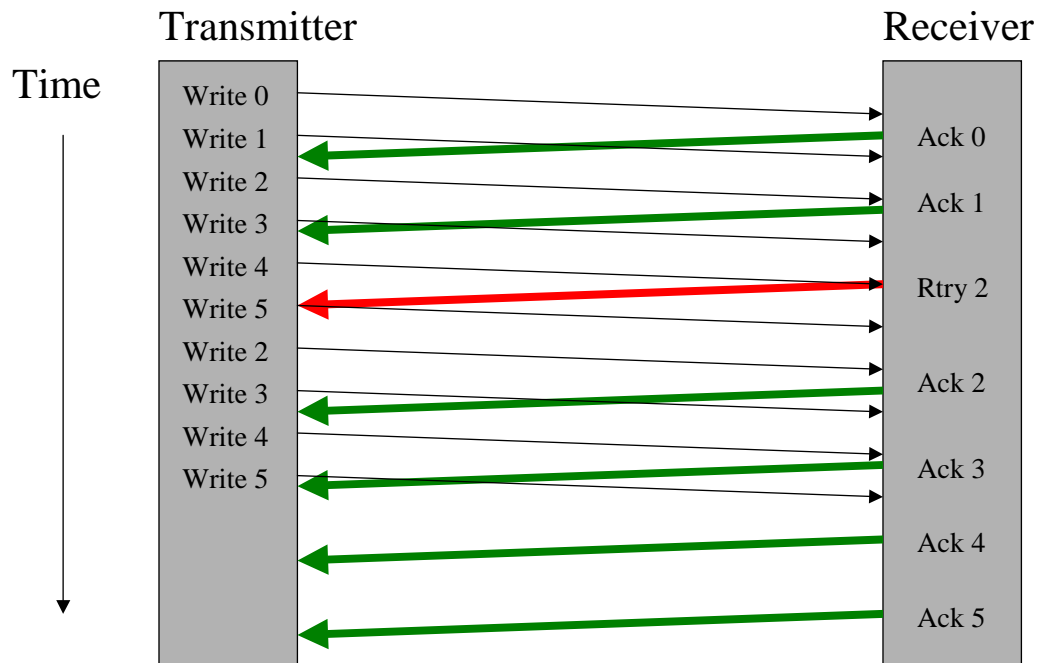 Transmitter
Receiver
Time
Write 0
Write 1
Write 2
Write 3
Write 4
Write 5
Write 2
Write 3
Write 4
Write 5
Ack 0
Ack 1
Rtry 2
Ack 2
Ack 3
Ack 4
Ack 5